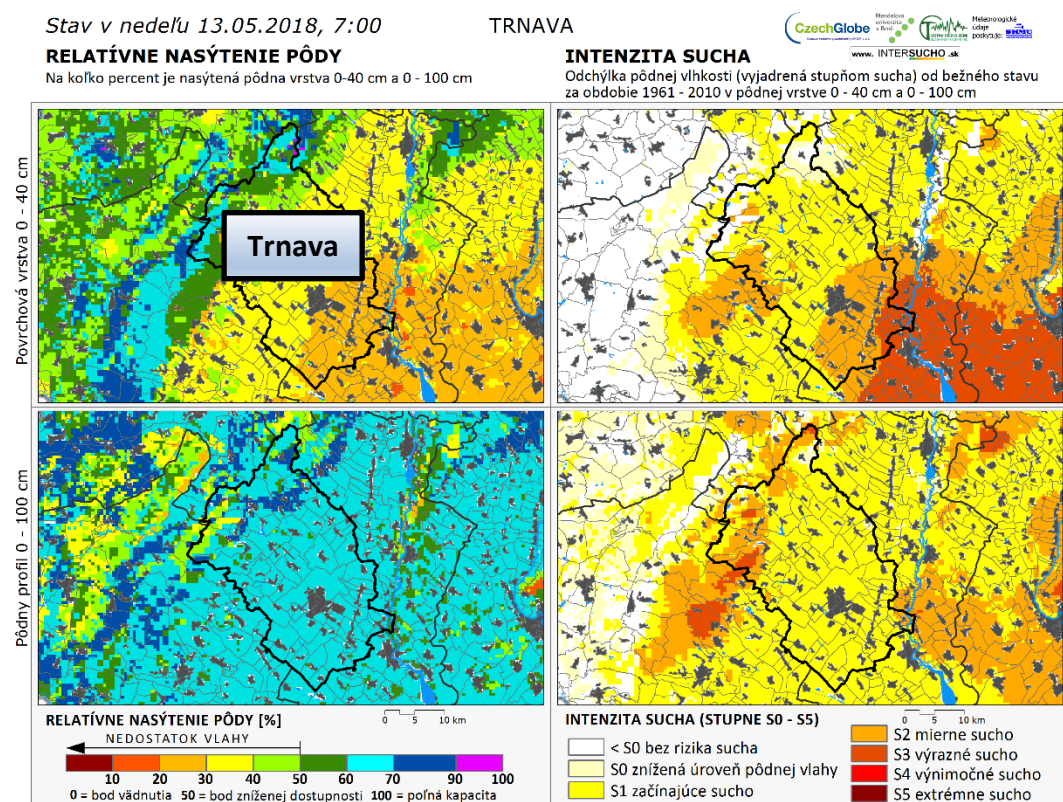 Stav v nedeľu 13.05.2018, 7:00
TRNAVA
CzechGlobe
Mendelova
univerzita
v Brně
Meteorologické
údaje
poskytuje:
www. INTERSUCHO .sk
RELATÍVNE NASÝTENIE PÔDY
Na koľko percent je nasýtená pôdna vrstva 0-40 cm a 0 - 100 cm
INTENZITA SUCHA
Odchýlka pôdnej vlhkosti (vyjadrená stupňom sucha) od bežného stavu
za obdobie 1961 - 2010 v pôdnej vrstve 0 - 40 cm a 0 - 100 cm
Povrchová vrstva 0 - 40 cm
Trnava
Pôdny profil 0 - 100 cm
RELATÍVNE NASÝTENIE PÔDY [%]
0 5 10 km
NEDOSTATOK VLAHY
10 20 30 40 50 60 70 80 90 100
0 = bod vädnutia 50 = bod zníženej dostupnosti 100 = poľná kapacita
INTENZITA SUCHA (STUPNE S0 - S5)
0 5 10 km
< S0 bez rizika sucha
S0 znížená úroveň pôdnej vlahy
S1 začínajúce sucho
S2 mierne sucho
S3 výrazné sucho
S4 výnimočné sucho
S5 extrémne sucho